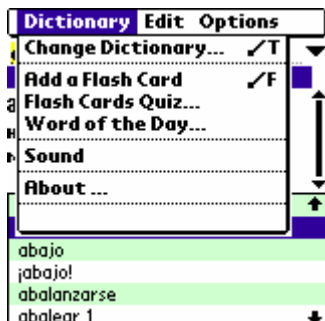 Dictionary Edit Options
Change Dictionary... ⁄T
Add a Flash Card ⁄F
Flash Cards Quiz...
Word of the Day...
Sound
About ...
abajo
¡abajo!
abalanzarse
abalear 1